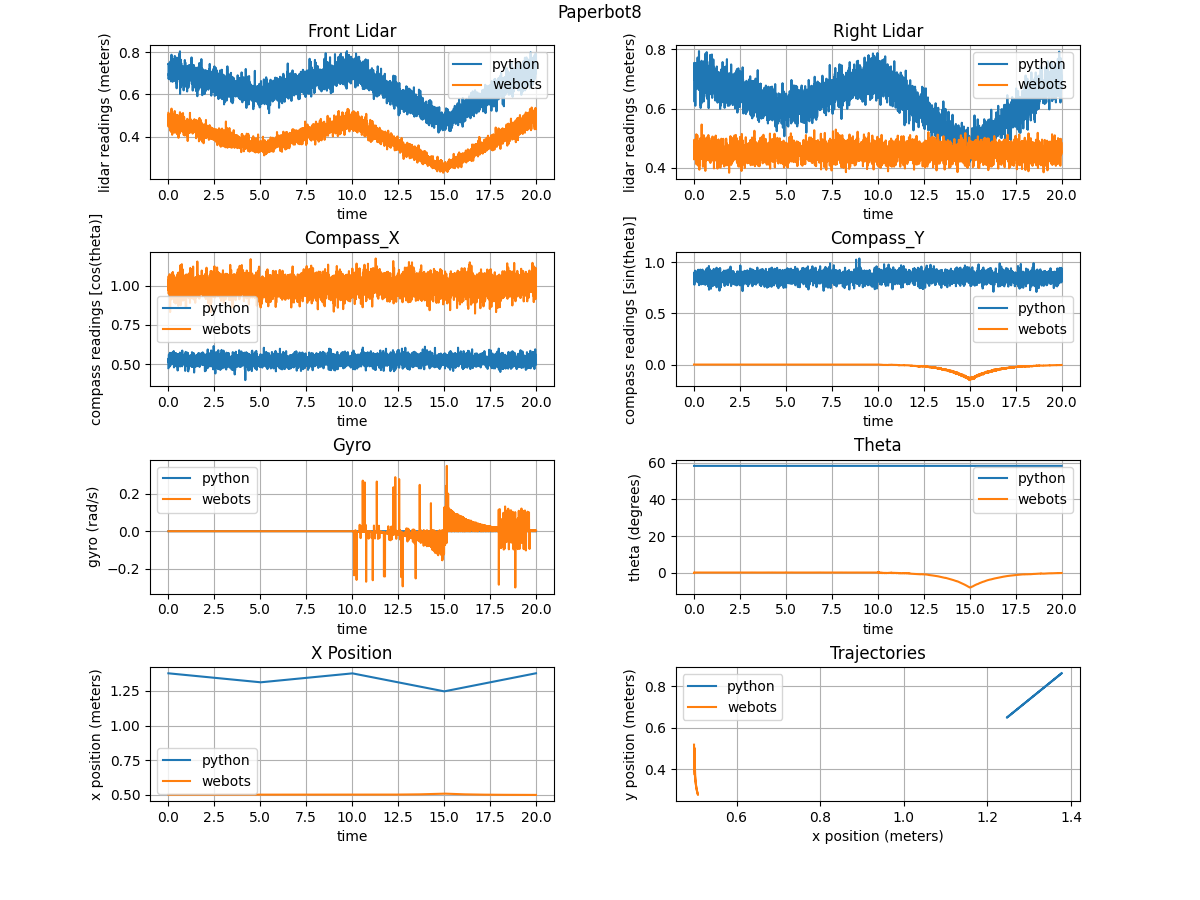 Paperbot8
Front Lidar
lidar readings (meters)
0.8
0.6
0.4
python
webots
0.0 2.5 5.0 7.5 10.0 12.5 15.0 17.5 20.0
time
Right Lidar
lidar readings (meters)
0.8
0.6
0.4
python
webots
0.0 2.5 5.0 7.5 10.0 12.5 15.0 17.5 20.0
time
Compass_X
compass readings [cos(theta)]
1.00
0.75
0.50
python
webots
0.0 2.5 5.0 7.5 10.0 12.5 15.0 17.5 20.0
time
Compass_Y
compass readings [sin(theta)]
1.0
0.5
0.0
python
webots
0.0 2.5 5.0 7.5 10.0 12.5 15.0 17.5 20.0
time
Gyro
gyro (rad/s)
0.2
0.0
−0.2
python
webots
0.0 2.5 5.0 7.5 10.0 12.5 15.0 17.5 20.0
time
Theta
theta (degrees)
60
40
20
0
python
webots
0.0 2.5 5.0 7.5 10.0 12.5 15.0 17.5 20.0
time
X Position
x position (meters)
1.25
1.00
0.75
0.50
python
webots
0.0 2.5 5.0 7.5 10.0 12.5 15.0 17.5 20.0
time
Trajectories
y position (meters)
0.8
0.6
0.4
python
webots
0.6 0.8 1.0 1.2 1.4
x position (meters)